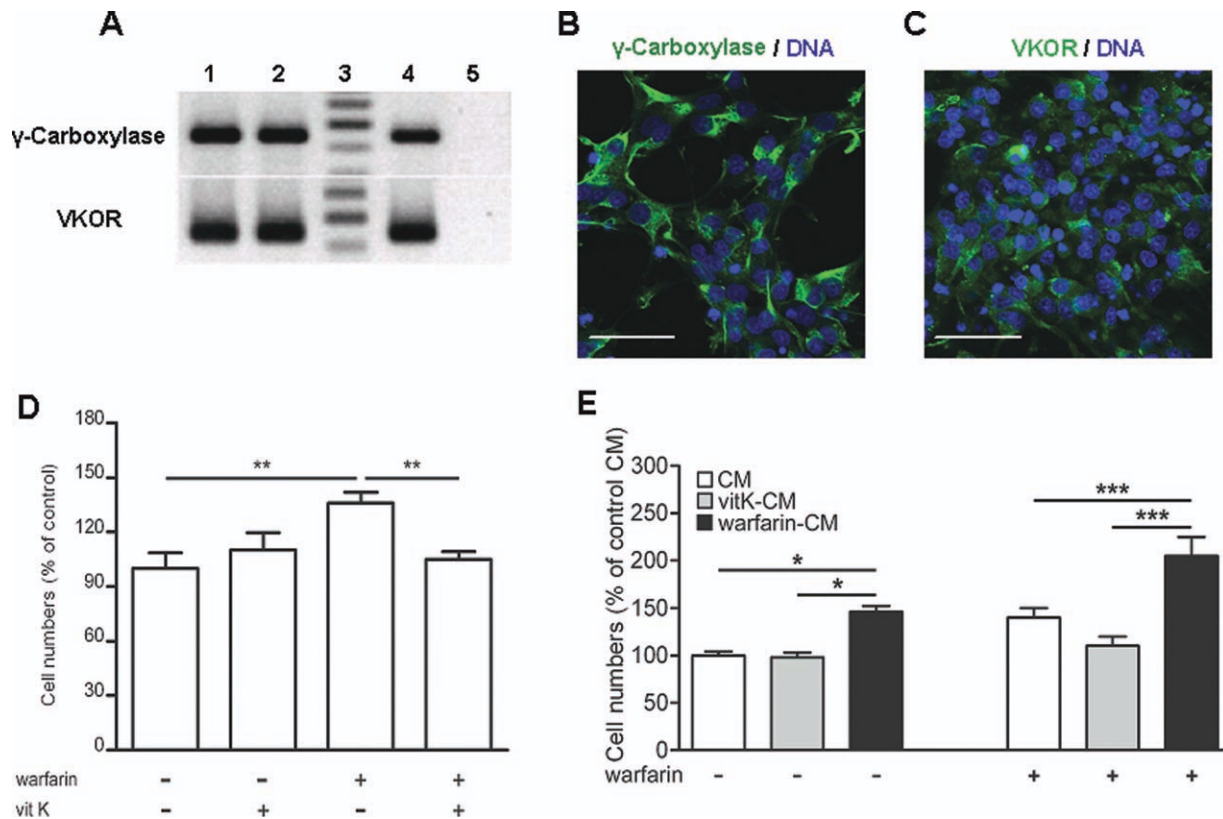 A
1 2 3 4 5
γ-Carboxylase
VKOR
B
γ-Carboxylase / DNA
C
VKOR / DNA
D
Cell numbers (% of control)
180
150
120
90
60
30
0
** **
warfarin - - + +
vit K - + - +
E
Cell numbers (% of control CM)
300
250
200
150
100
50
0
CM
vitK-CM
warfarin-CM
*
*
***
***
warfarin - - - + + +